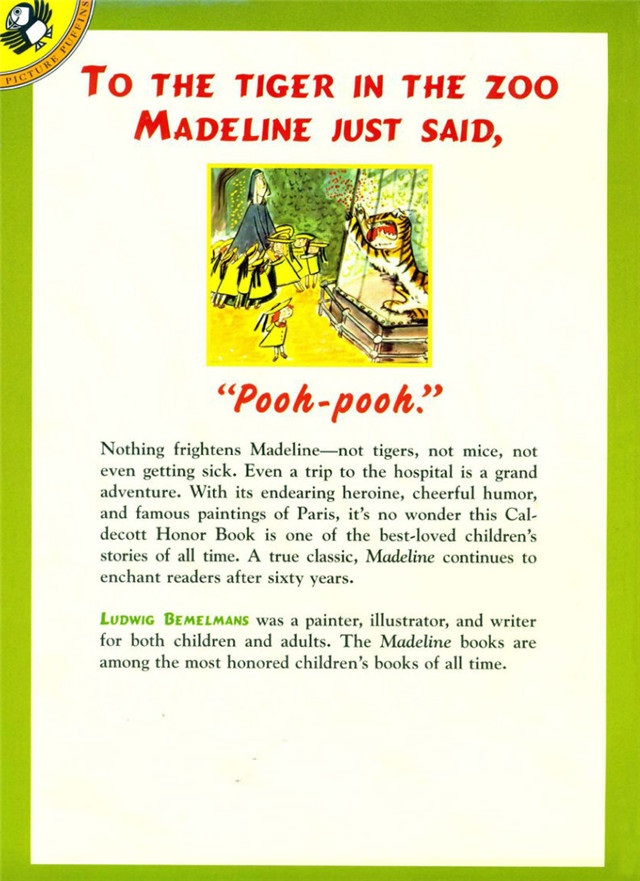 PICTURE PUFFINS
TO THE TIGER IN THE ZOO
MADELINE JUST SAID,
“Pooh-pooh.”
Nothing frightens Madeline—not tigers, not mice, not
even getting sick. Even a trip to the hospital is a grand
adventure. With its endearing heroine, cheerful humor,
and famous paintings of Paris, it’s no wonder this Cal-
decott Honor Book is one of the best-loved children’s
stories of all time. A true classic, Madeline continues to
enchant readers after sixty years.
LUDWIG BEMELMANS was a painter, illustrator, and writer
for both children and adults. The Madeline books are
among the most honored children’s books of all time.